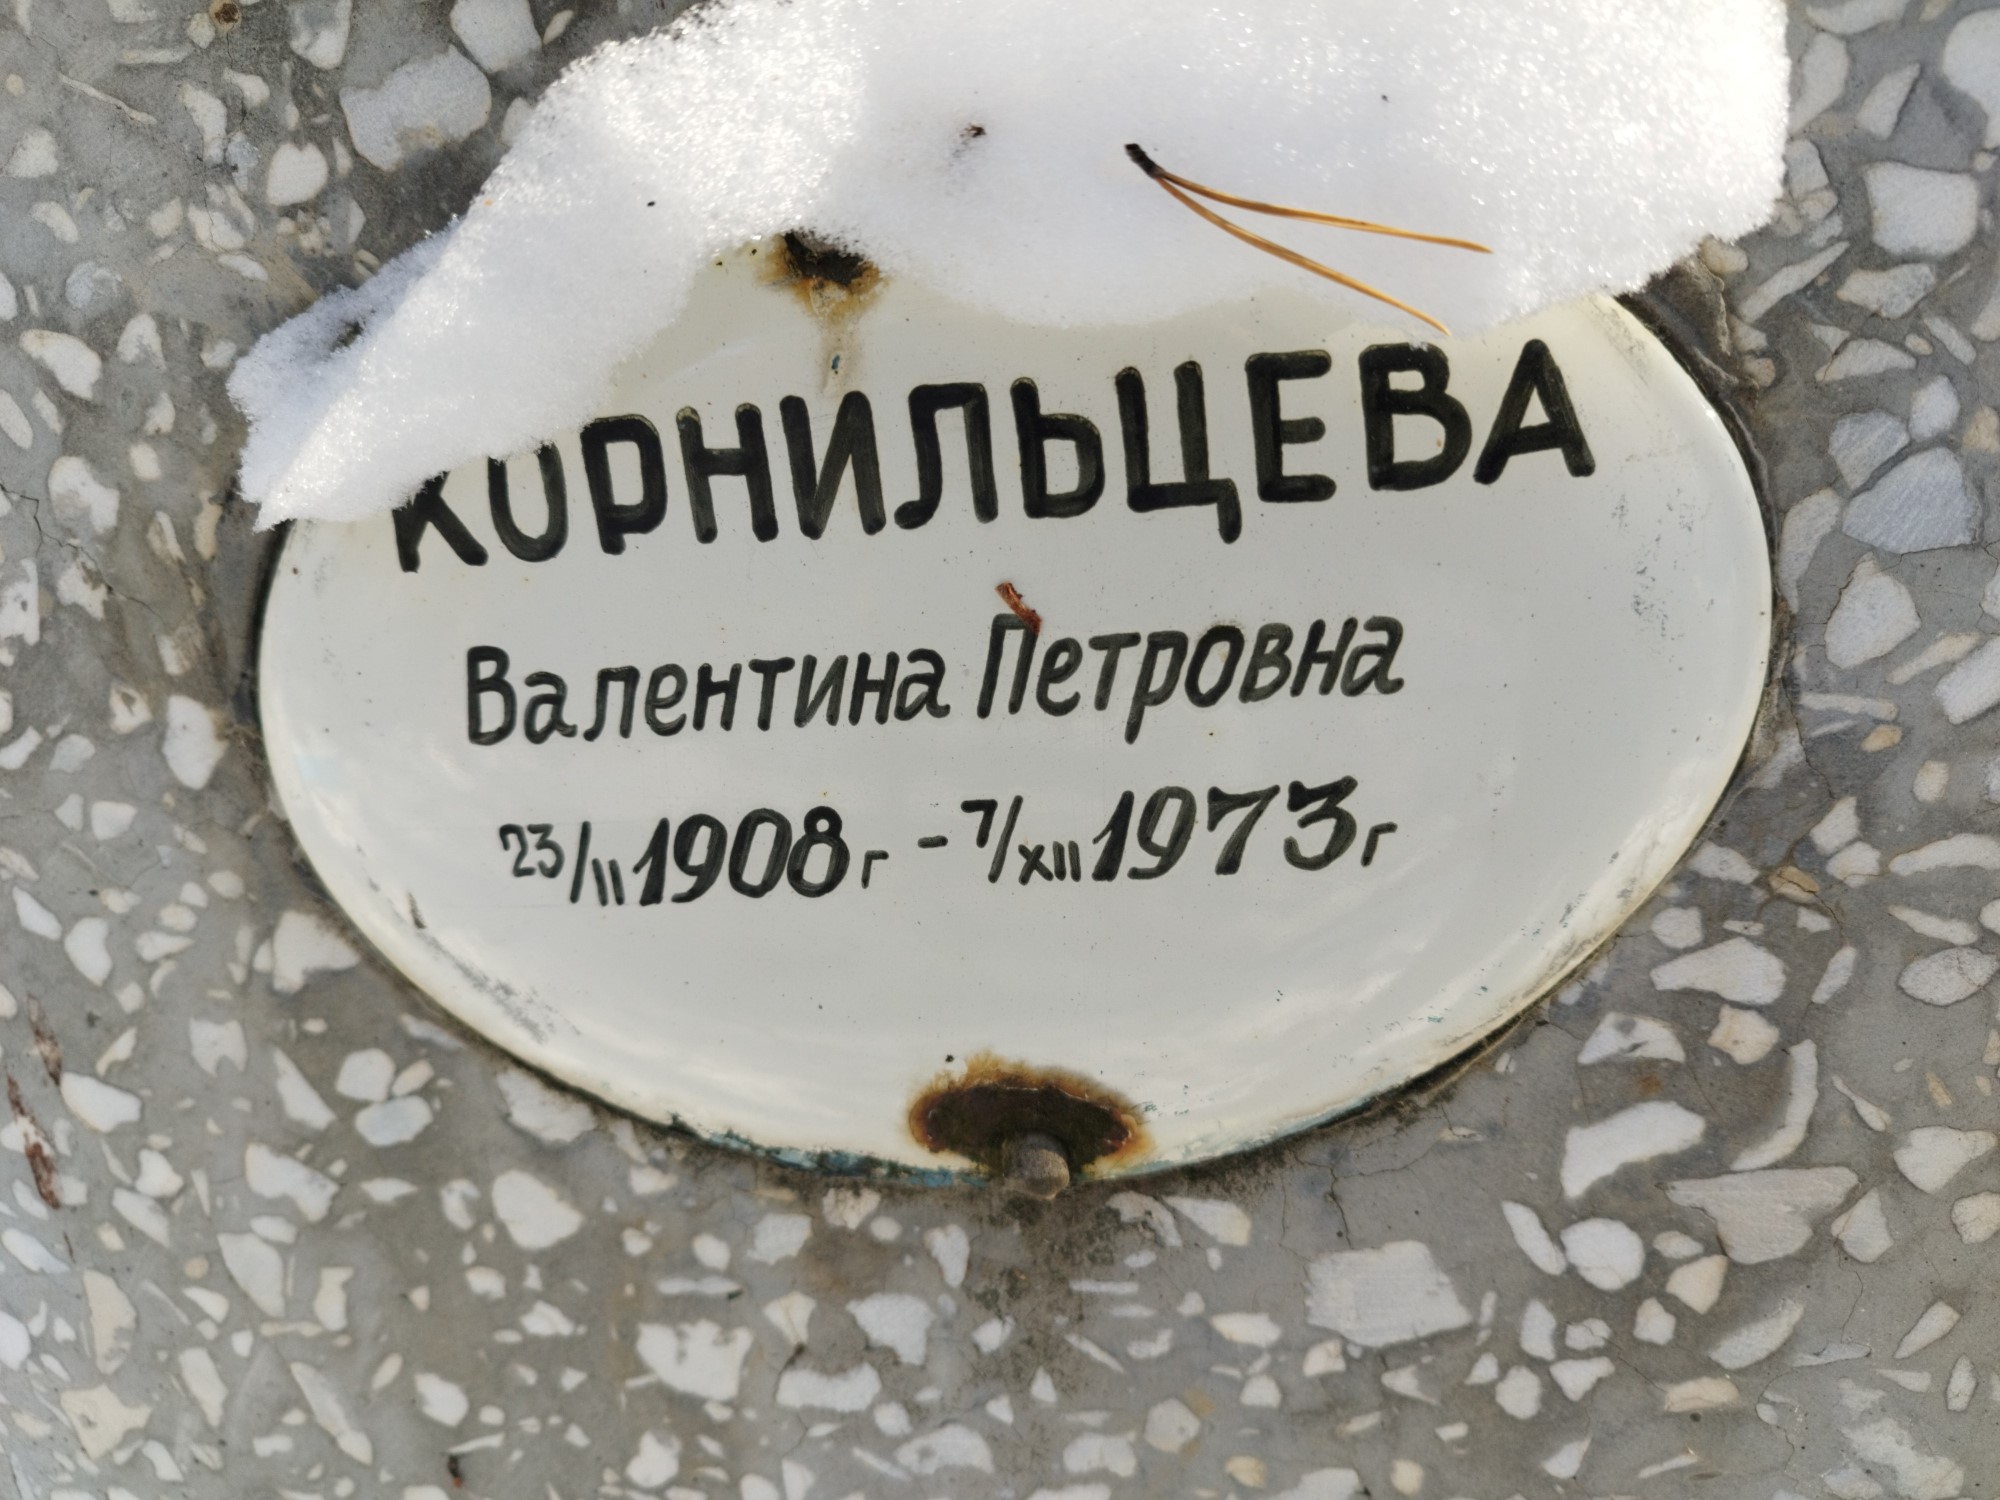 КОРНИЛЬЦЕВА
Валентина Петровна
23/II 1908г - 7/XII 1973г